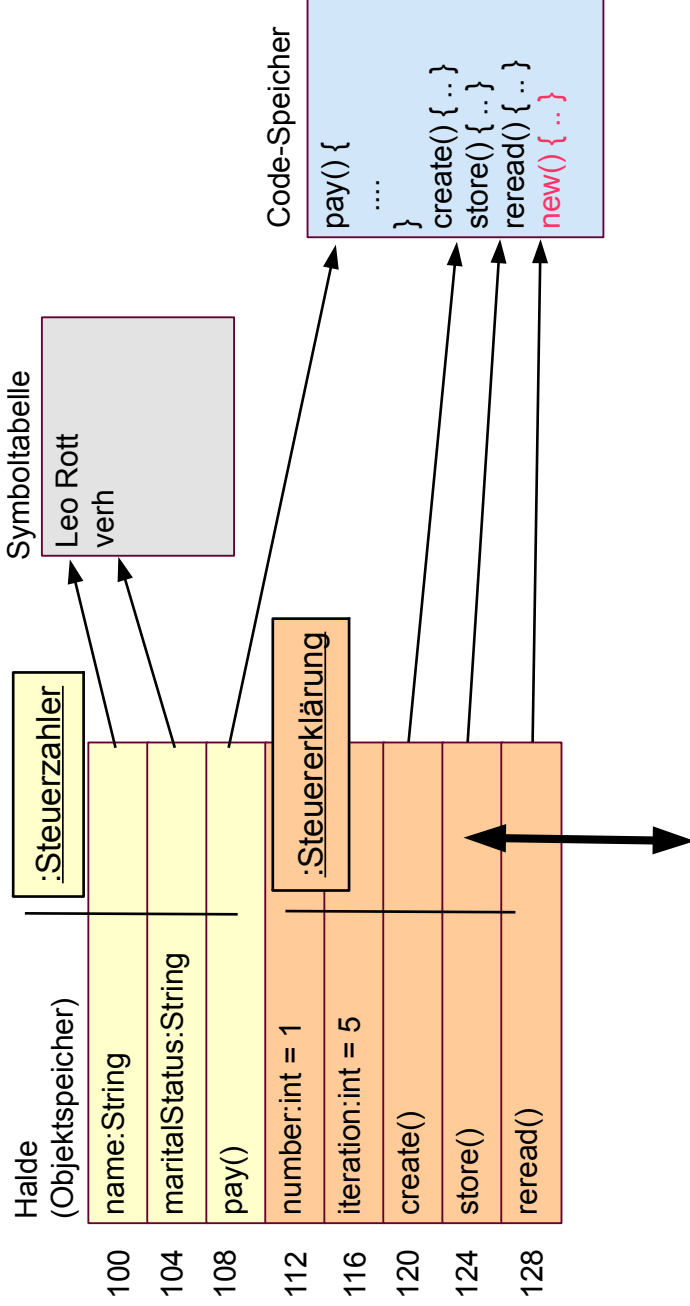 Halde
(Objektspeicher)
:Steuerzahler
100
name:String
104
maritalStatus:String
108
pay()
:Steuererklärung
112
number:int = 1
116
iteration:int = 5
120
create()
124
store()
128
reread()
Symboltabelle
Leo Rott
verh
Code-Speicher
pay() {
....
}
create() { .. }
store() { .. }
reread() { .. }
new() { .. }